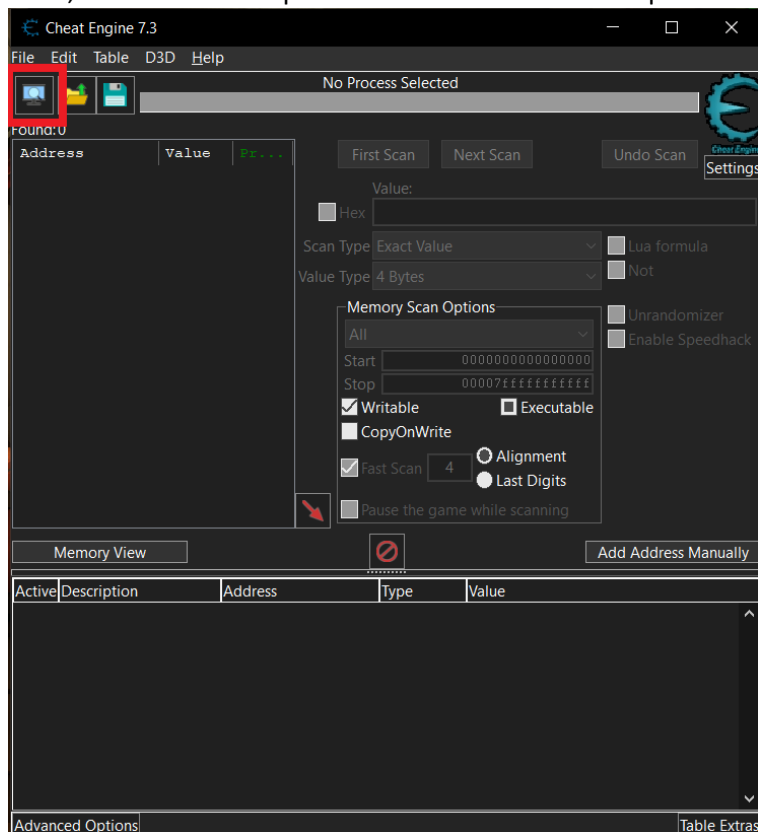 Cheat Engine 7.3
File Edit Table D3D Help
No Process Selected
Found:0
Address Value Pr...
First Scan Next Scan Undo Scan
Cheat Engine
Settings
Value:
Hex
Scan Type Exact Value
Lua formula
Value Type 4 Bytes
Not
Memory Scan Options
All
Unrandomizer
Enable Speedhack
Start 0000000000000000
Stop 00007fffffffffff
Writable Executable
CopyOnWrite
Fast Scan 4 Alignment
Last Digits
Pause the game while scanning
Memory View
Add Address Manually
Active Description Address Type Value
Advanced Options
Table Extras